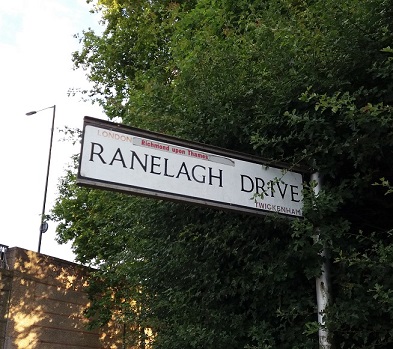 LONDON Richmond upon Thames
RANELAGH DRIVE
TWICKENHAM